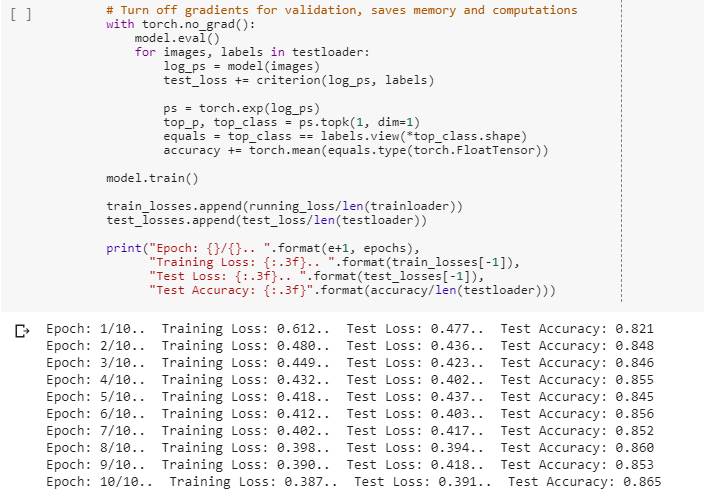 [ ]
# Turn off gradients for validation, saves memory and computations
with torch.no_grad():
    model.eval()
    for images, labels in testloader:
        log_ps = model(images)
        test_loss += criterion(log_ps, labels)

        ps = torch.exp(log_ps)
        top_p, top_class = ps.topk(1, dim=1)
        equals = top_class == labels.view(*top_class.shape)
        accuracy += torch.mean(equals.type(torch.FloatTensor))

model.train()

train_losses.append(running_loss/len(trainloader))
test_losses.append(test_loss/len(testloader))

print("Epoch: {}/{}.. ".format(e+1, epochs),
      "Training Loss: {:.3f}.. ".format(train_losses[-1]),
      "Test Loss: {:.3f}.. ".format(test_losses[-1]),
      "Test Accuracy: {:.3f}".format(accuracy/len(testloader)))
Epoch: 1/10..  Training Loss: 0.612..  Test Loss: 0.477..  Test Accuracy: 0.821
Epoch: 2/10..  Training Loss: 0.480..  Test Loss: 0.436..  Test Accuracy: 0.848
Epoch: 3/10..  Training Loss: 0.449..  Test Loss: 0.423..  Test Accuracy: 0.846
Epoch: 4/10..  Training Loss: 0.432..  Test Loss: 0.402..  Test Accuracy: 0.855
Epoch: 5/10..  Training Loss: 0.418..  Test Loss: 0.437..  Test Accuracy: 0.845
Epoch: 6/10..  Training Loss: 0.412..  Test Loss: 0.403..  Test Accuracy: 0.856
Epoch: 7/10..  Training Loss: 0.402..  Test Loss: 0.417..  Test Accuracy: 0.852
Epoch: 8/10..  Training Loss: 0.398..  Test Loss: 0.394..  Test Accuracy: 0.860
Epoch: 9/10..  Training Loss: 0.390..  Test Loss: 0.418..  Test Accuracy: 0.853
Epoch: 10/10..  Training Loss: 0.387..  Test Loss: 0.391..  Test Accuracy: 0.865